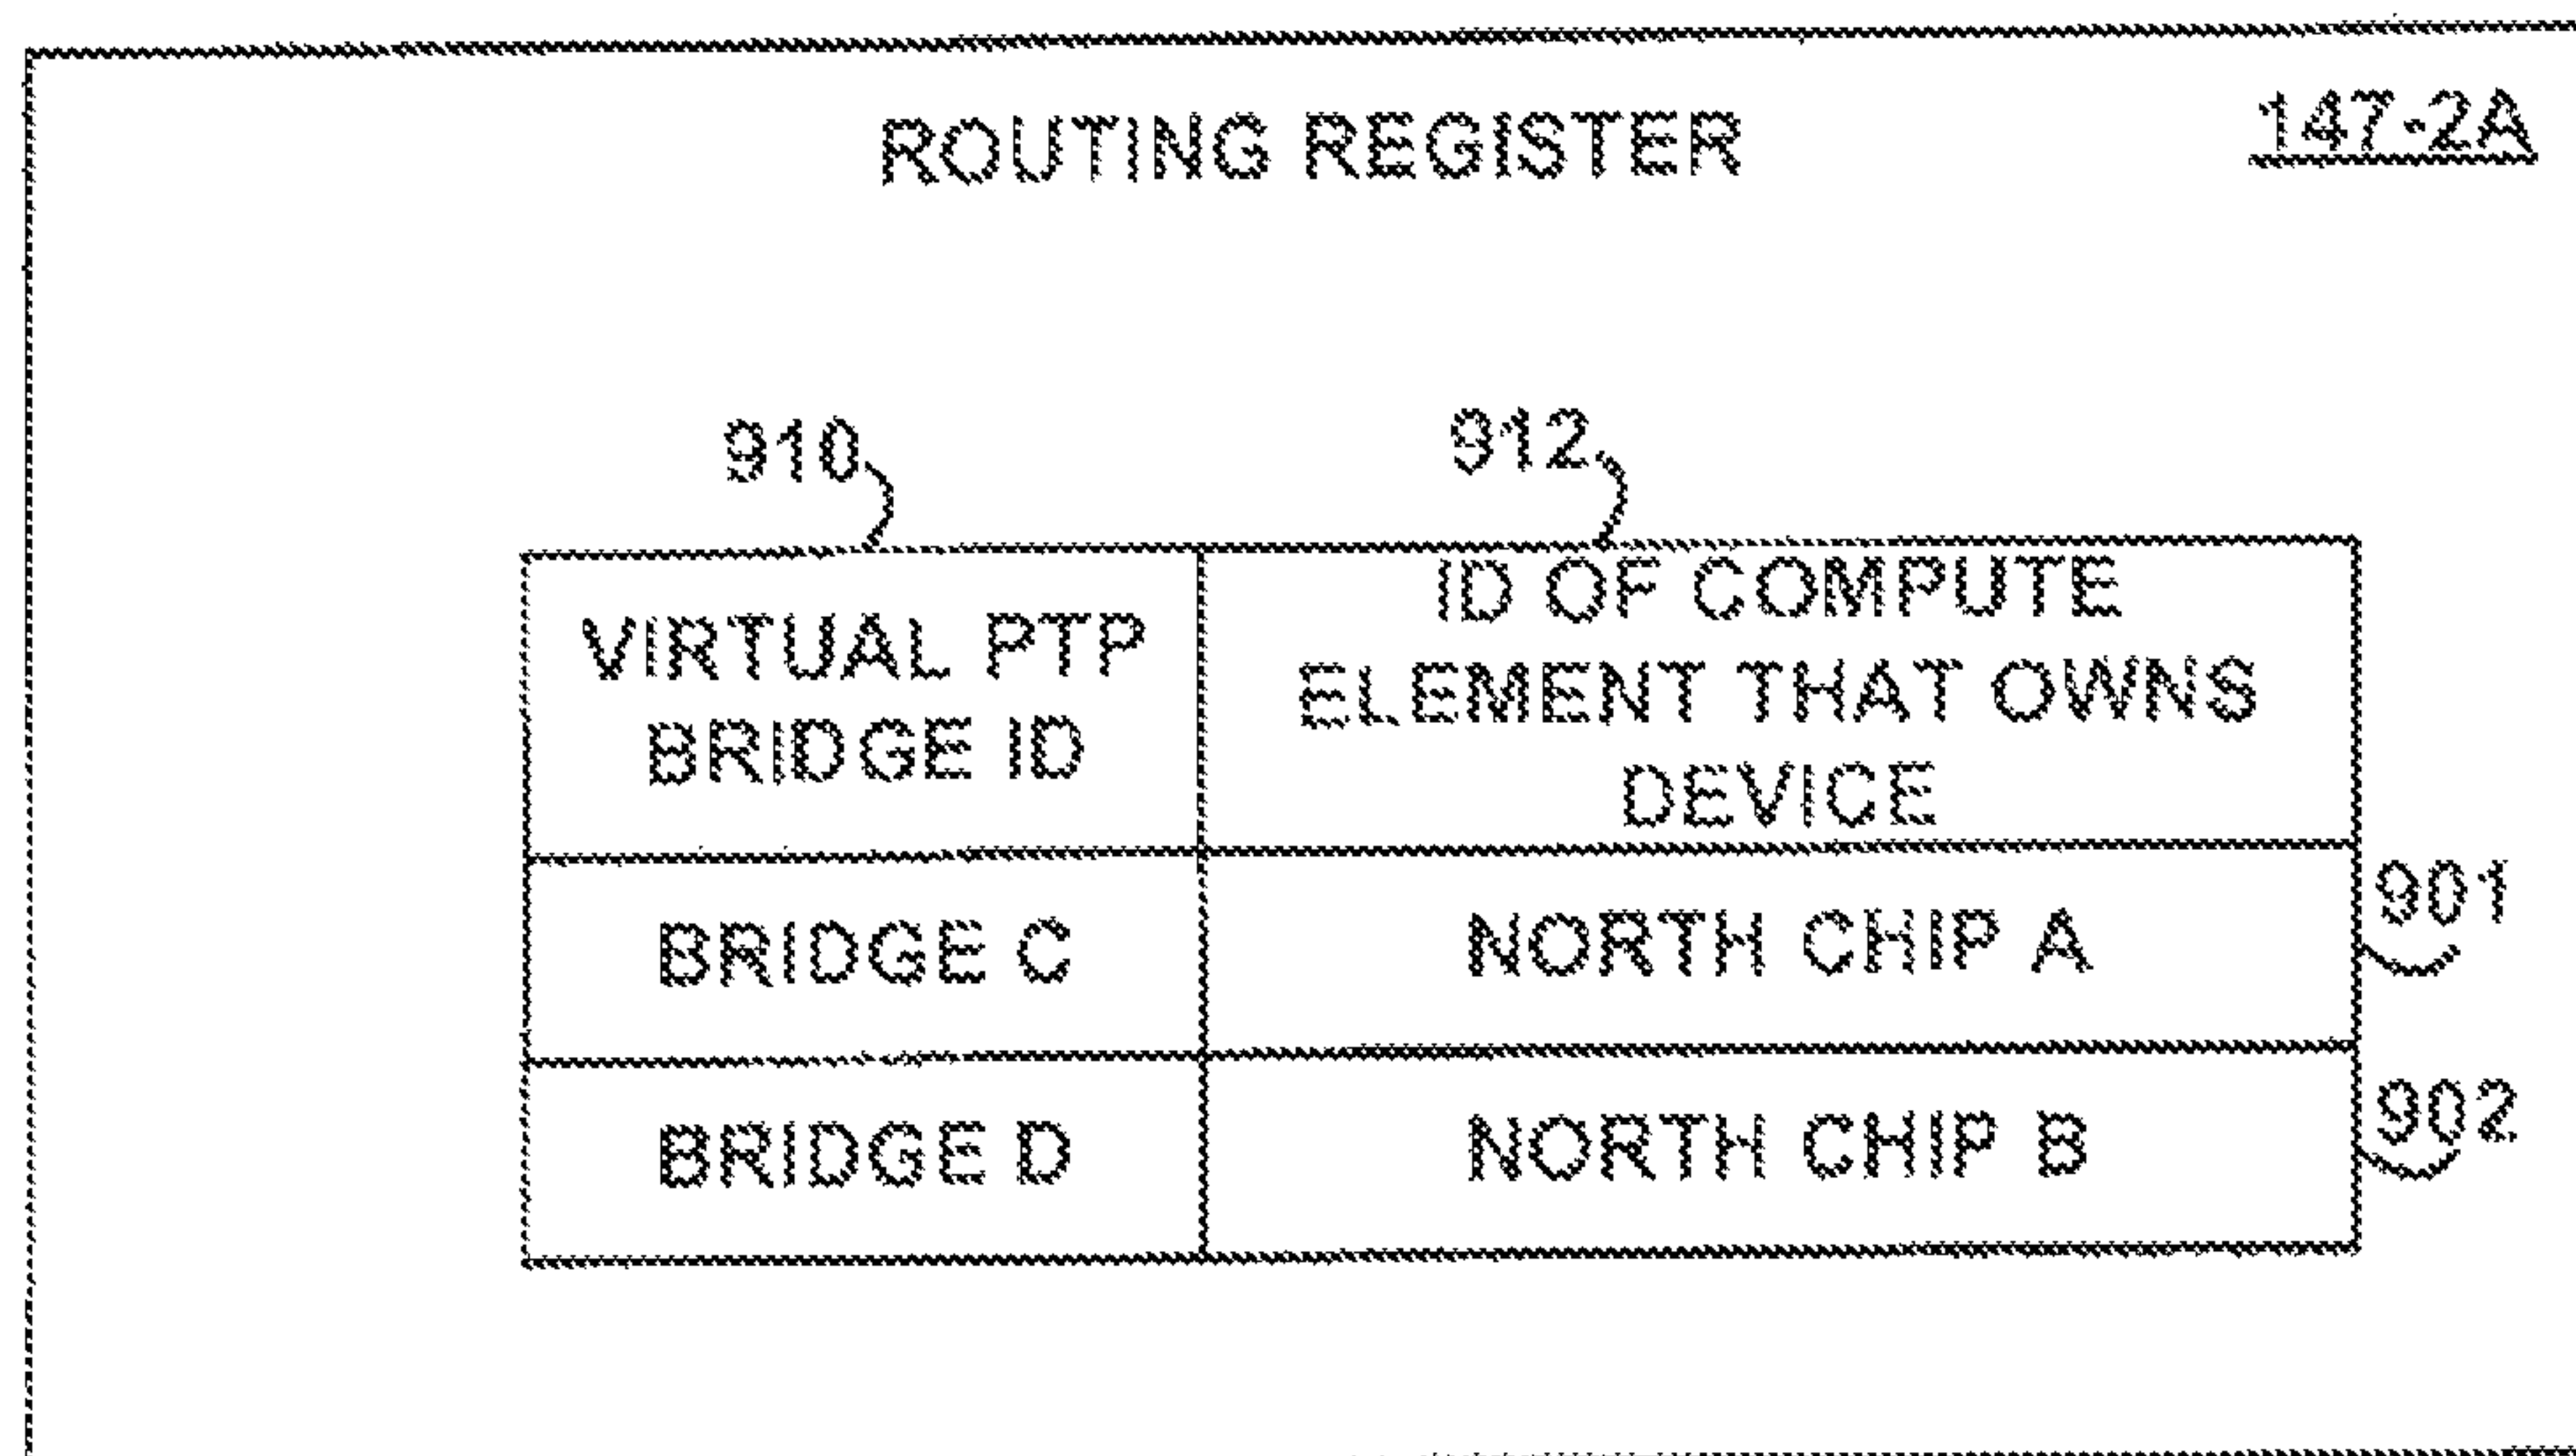 ROUTING REGISTER
147-2A
910
912
VIRTUAL PTP
BRIDGE ID
ID OF COMPUTE
ELEMENT THAT OWNS
DEVICE
BRIDGE C
NORTH CHIP A
901
BRIDGE D
NORTH CHIP B
902